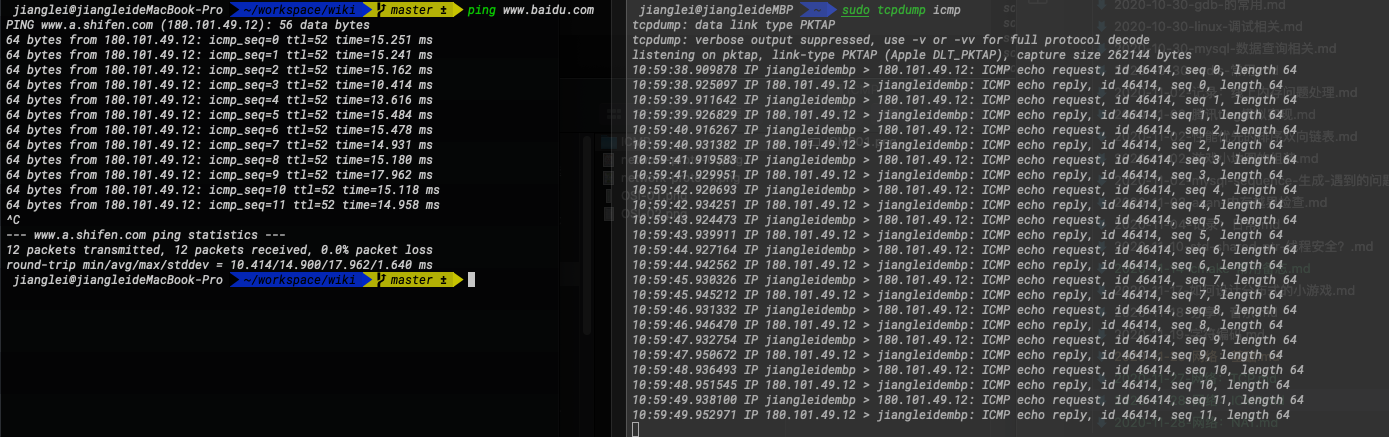 jianglei@jiangleideMacBook-Pro ~/workspace/wiki master ± ping www.baidu.com
PING www.a.shifen.com (180.101.49.12): 56 data bytes
64 bytes from 180.101.49.12: icmp_seq=0 ttl=52 time=15.251 ms
64 bytes from 180.101.49.12: icmp_seq=1 ttl=52 time=15.241 ms
64 bytes from 180.101.49.12: icmp_seq=2 ttl=52 time=15.162 ms
64 bytes from 180.101.49.12: icmp_seq=3 ttl=52 time=10.414 ms
64 bytes from 180.101.49.12: icmp_seq=4 ttl=52 time=13.616 ms
64 bytes from 180.101.49.12: icmp_seq=5 ttl=52 time=15.484 ms
64 bytes from 180.101.49.12: icmp_seq=6 ttl=52 time=15.478 ms
64 bytes from 180.101.49.12: icmp_seq=7 ttl=52 time=14.931 ms
64 bytes from 180.101.49.12: icmp_seq=8 ttl=52 time=15.180 ms
64 bytes from 180.101.49.12: icmp_seq=9 ttl=52 time=17.962 ms
64 bytes from 180.101.49.12: icmp_seq=10 ttl=52 time=15.118 ms
64 bytes from 180.101.49.12: icmp_seq=11 ttl=52 time=14.958 ms
^C
--- www.a.shifen.com ping statistics ---
12 packets transmitted, 12 packets received, 0.0% packet loss
round-trip min/avg/max/stddev = 10.414/14.900/17.962/1.640 ms
jianglei@jiangleideMacBook-Pro ~/workspace/wiki master ±
jianglei@jiangleideMBP ~ sudo tcpdump icmp
tcpdump: data link type PKTAP
tcpdump: verbose output suppressed, use -v or -vv for full protocol decode
listening on pktap, link-type PKTAP (Apple DLT_PKTAP), capture size 262144 bytes
10:59:38.909878 IP jiangleidembp > 180.101.49.12: ICMP echo request, id 46414, seq 0, length 64
10:59:38.925097 IP 180.101.49.12 > jiangleidembp: ICMP echo reply, id 46414, seq 0, length 64
10:59:39.911642 IP jiangleidembp > 180.101.49.12: ICMP echo request, id 46414, seq 1, length 64
10:59:39.926829 IP 180.101.49.12 > jiangleidembp: ICMP echo reply, id 46414, seq 1, length 64
10:59:40.916267 IP jiangleidembp > 180.101.49.12: ICMP echo request, id 46414, seq 2, length 64
10:59:40.931382 IP 180.101.49.12 > jiangleidembp: ICMP echo reply, id 46414, seq 2, length 64
10:59:41.919583 IP jiangleidembp > 180.101.49.12: ICMP echo request, id 46414, seq 3, length 64
10:59:41.929951 IP 180.101.49.12 > jiangleidembp: ICMP echo reply, id 46414, seq 3, length 64
10:59:42.920693 IP jiangleidembp > 180.101.49.12: ICMP echo request, id 46414, seq 4, length 64
10:59:42.934251 IP 180.101.49.12 > jiangleidembp: ICMP echo reply, id 46414, seq 4, length 64
10:59:43.924473 IP jiangleidembp > 180.101.49.12: ICMP echo request, id 46414, seq 5, length 64
10:59:43.939911 IP 180.101.49.12 > jiangleidembp: ICMP echo reply, id 46414, seq 5, length 64
10:59:44.927164 IP jiangleidembp > 180.101.49.12: ICMP echo request, id 46414, seq 6, length 64
10:59:44.942562 IP 180.101.49.12 > jiangleidembp: ICMP echo reply, id 46414, seq 6, length 64
10:59:45.930326 IP jiangleidembp > 180.101.49.12: ICMP echo request, id 46414, seq 7, length 64
10:59:45.945212 IP 180.101.49.12 > jiangleidembp: ICMP echo reply, id 46414, seq 7, length 64
10:59:46.931332 IP jiangleidembp > 180.101.49.12: ICMP echo request, id 46414, seq 8, length 64
10:59:46.946470 IP 180.101.49.12 > jiangleidembp: ICMP echo reply, id 46414, seq 8, length 64
10:59:47.932754 IP jiangleidembp > 180.101.49.12: ICMP echo request, id 46414, seq 9, length 64
10:59:47.950672 IP 180.101.49.12 > jiangleidembp: ICMP echo reply, id 46414, seq 9, length 64
10:59:48.936493 IP jiangleidembp > 180.101.49.12: ICMP echo request, id 46414, seq 10, length 64
10:59:48.951545 IP 180.101.49.12 > jiangleidembp: ICMP echo reply, id 46414, seq 10, length 64
10:59:49.938100 IP jiangleidembp > 180.101.49.12: ICMP echo request, id 46414, seq 11, length 64
10:59:49.952971 IP 180.101.49.12 > jiangleidembp: ICMP echo reply, id 46414, seq 11, length 64
2020-10-30-gdb-的常用.md
2020-10-30-linux-调试相关.md
2020-10-30-mysql-数据查询相关.md